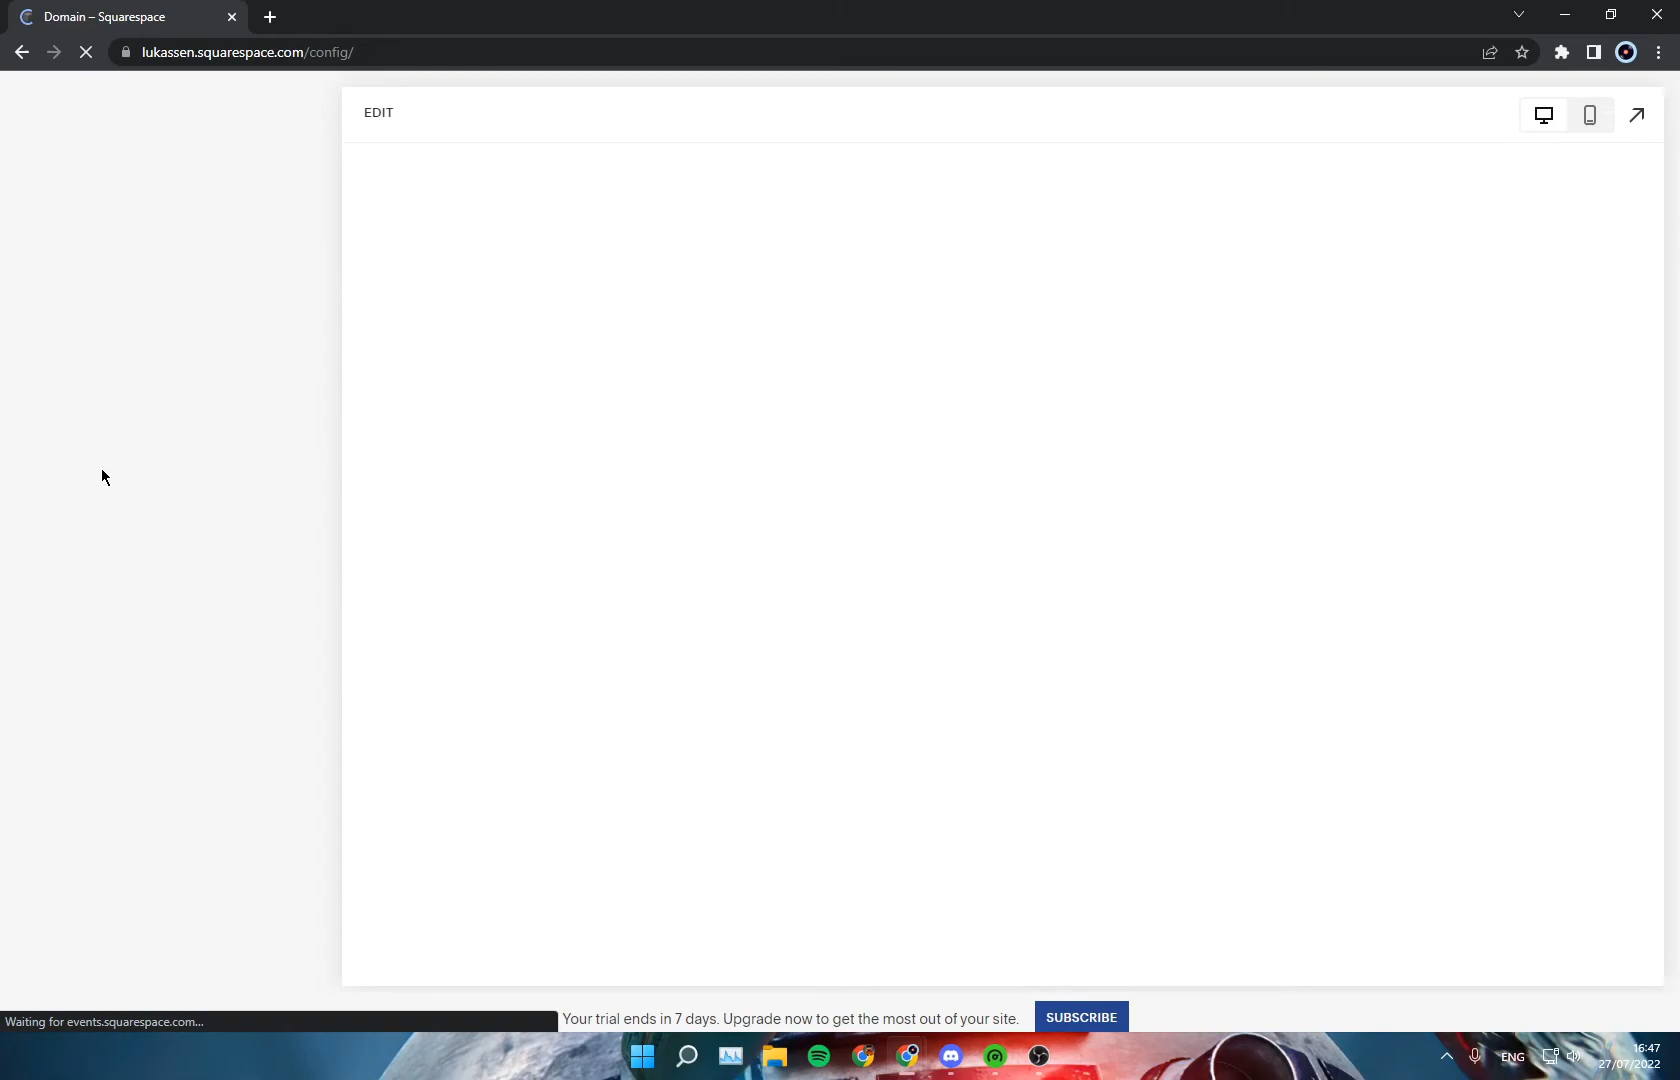 Domain – Squarespace
lukassen.squarespace.com/config/
EDIT
Your trial ends in 7 days. Upgrade now to get the most out of your site.
SUBSCRIBE
Waiting for events.squarespace.com...
ENG
16:47
27/07/2022